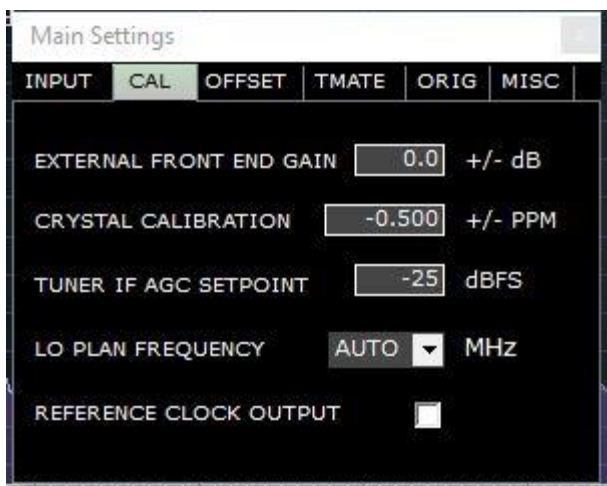 Main Settings
INPUT CAL OFFSET TMATE ORIG MISC
EXTERNAL FRONT END GAIN 0.0 +/- dB
CRYSTAL CALIBRATION -0.500 +/- PPM
TUNER IF AGC SETPOINT -25 dBFS
LO PLAN FREQUENCY AUTO MHz
REFERENCE CLOCK OUTPUT